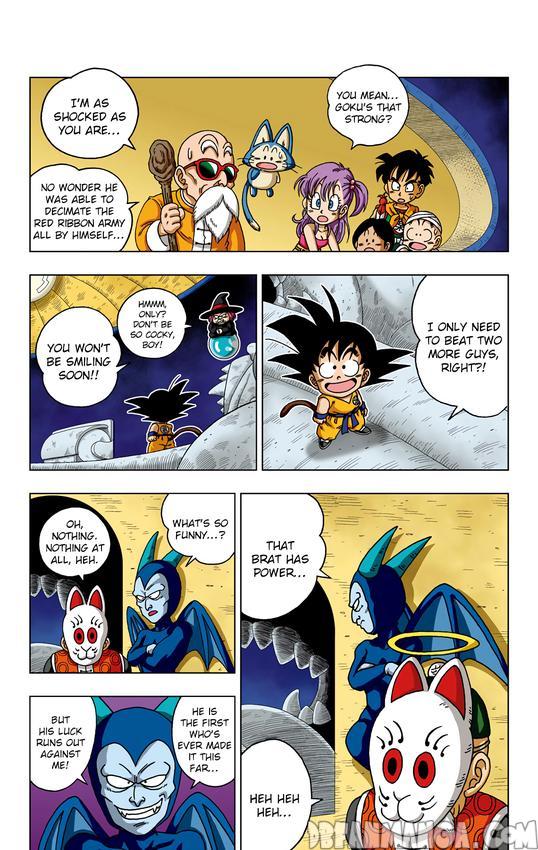 I'M AS
SHOCKED AS
YOU ARE...
NO WONDER HE
WAS ABLE TO
DECIMATE THE
RED RIBBON ARMY
ALL BY HIMSELF...
YOU MEAN...
GOKU'S THAT
STRONG?
HMMM,
ONLY?
DON'T BE
SO COCKY,
BOY!
YOU WON'T
BE SMILING
SOON!!
I ONLY NEED
TO BEAT TWO
MORE GUYS,
RIGHT?!
OH,
NOTHING.
NOTHING AT
ALL, HEH.
WHAT'S SO
FUNNY...?
THAT
BRAT HAS
POWER...
HEH HEH
HEH...
BUT
HIS LUCK
RUNS OUT
AGAINST
ME!
HE IS
THE FIRST
WHO'S
EVER MADE
IT THIS
FAR...
DBFANMANGA.COM